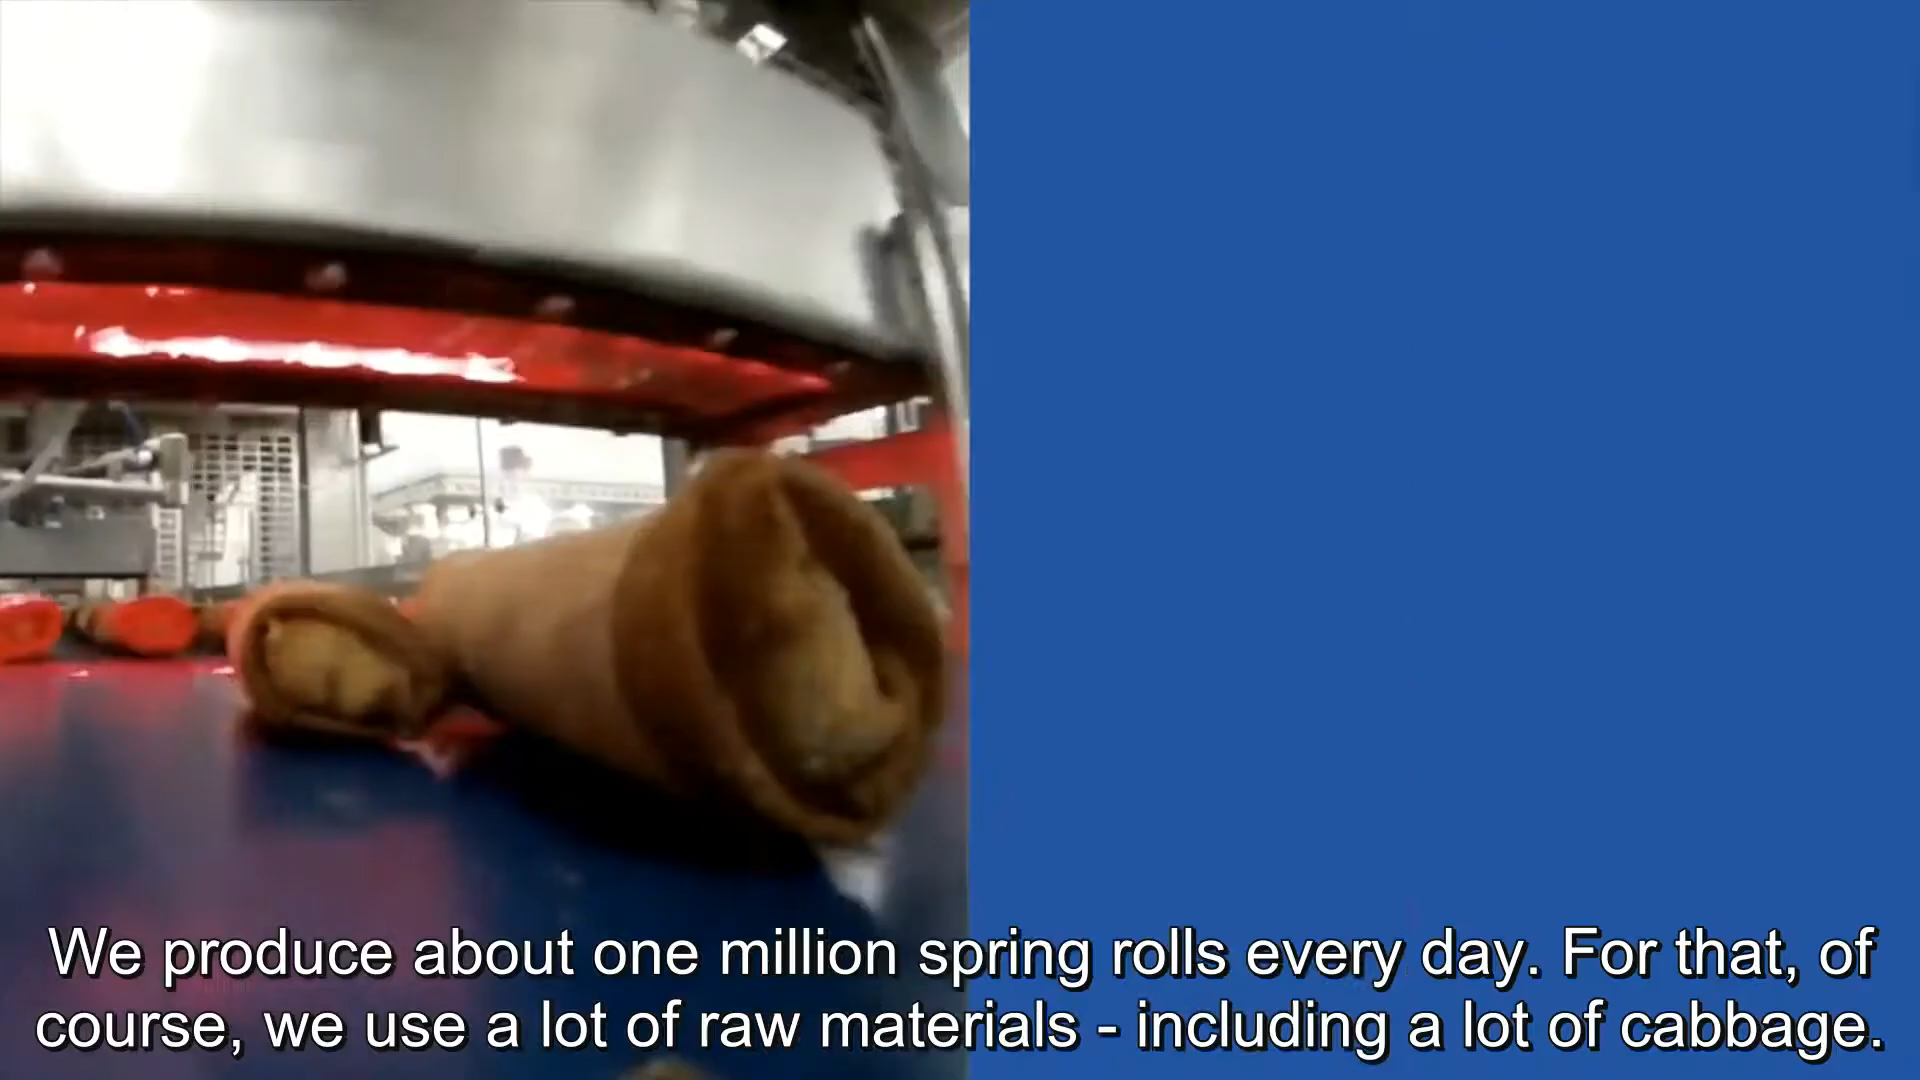 We produce about one million spring rolls every day. For that, of
course, we use a lot of raw materials - including a lot of cabbage.